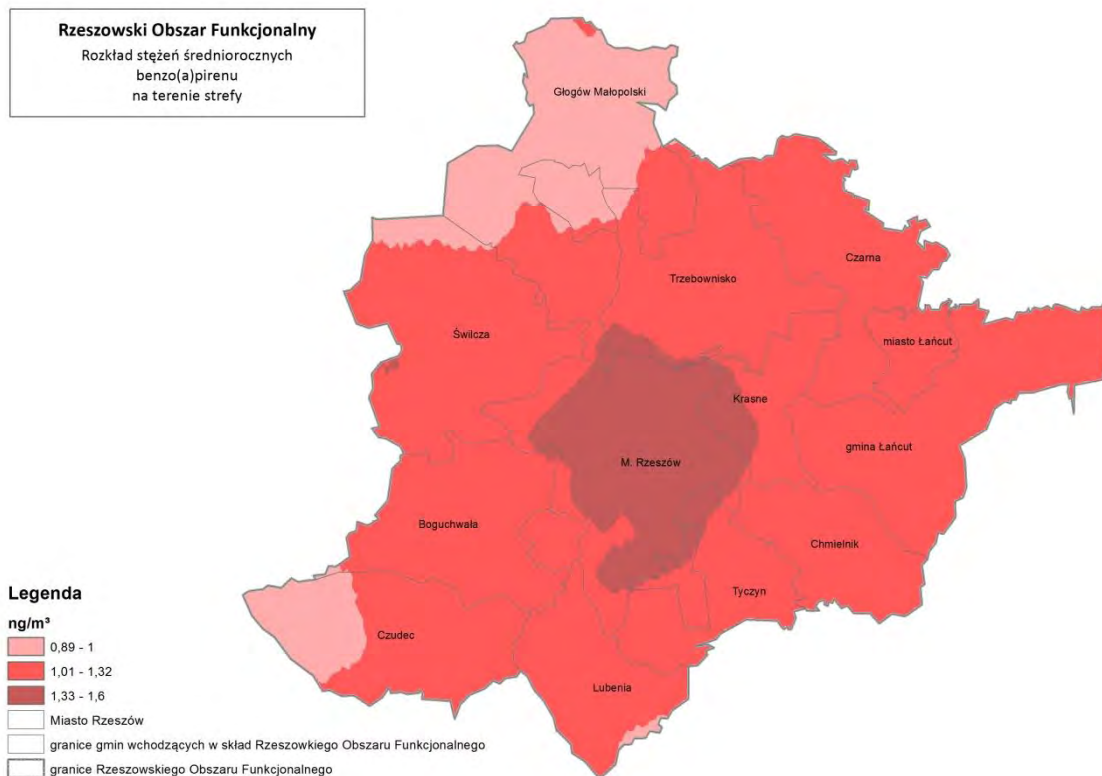 Rzeszowski Obszar Funkcjonalny
Rozkład stężeń średniorocznych
benzo(a)pirenu
na terenie strefy
Głogów Małopolski
Trzebownisko
Czarna
Świlcza
miasto Łańcut
Krasne
gmina Łańcut
M. Rzeszów
Boguchwała
Chmielnik
Tyczyn
Czudec
Lubenia
Legenda
ng/m³
0,89 - 1
1,01 - 1,32
1,33 - 1,6
Miasto Rzeszów
granice gmin wchodzących w skład Rzeszowkiego Obszaru Funkcjonalnego
granice Rzeszowskiego Obszaru Funkcjonalnego